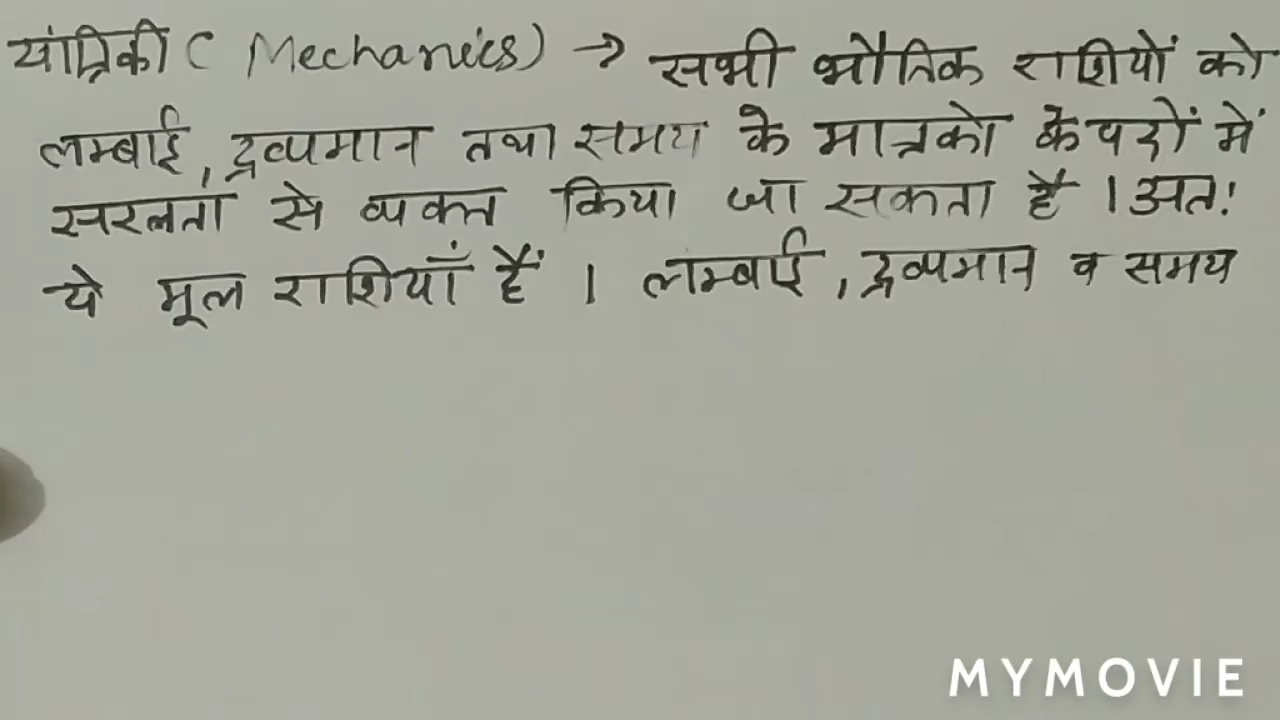 यांत्रिकी ( Mechanics) → सभी भौतिक राशियों को
लम्बाई, द्रव्यमान तथा समय के मात्रको के पदों में
सरलता से व्यक्त किया जा सकता है । अत:
ये मूल राशियाँ हैं । लम्बाई, द्रव्यमान व समय
MYMOVIE